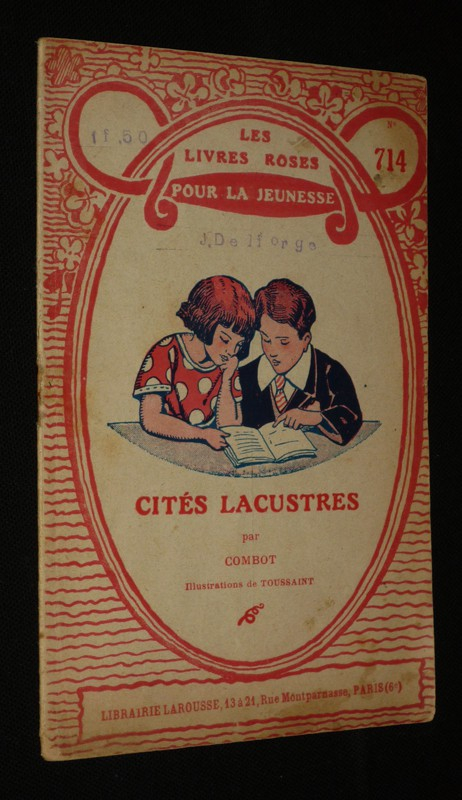 1f.50
LES
LIVRES ROSES
POUR LA JEUNESSE
N°
714
J. Delforge
CITÉS LACUSTRES
par
COMBOT
Illustrations de TOUSSAINT
LIBRAIRIE LAROUSSE, 13 à 21, Rue Montparnasse, PARIS (6e)